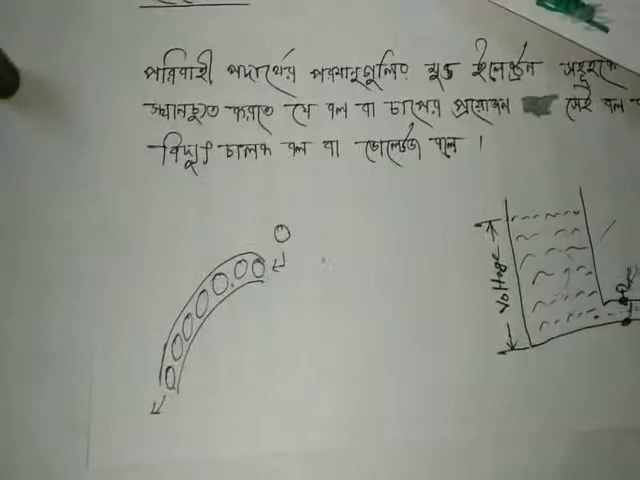 পরিবাহী পদার্থের পরমানুগুলির মুক্ত ইলেকট্রন সমূহকে
স্থানচ্যুত করতে যে বল বা চাপের প্রয়োজন সেই বল
বিদ্যুৎ চালক বল বা ভোল্টেজ বলে ।
Voltage